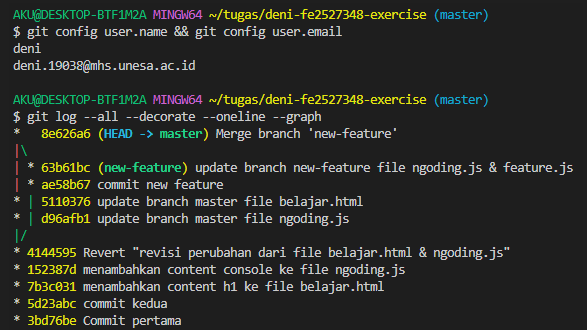 AKU@DESKTOP-BTF1M2A MINGW64 ~/tugas/deni-fe2527348-exercise (master)
$ git config user.name && git config user.email
deni
deni.19038@mhs.unesa.ac.id

AKU@DESKTOP-BTF1M2A MINGW64 ~/tugas/deni-fe2527348-exercise (master)
$ git log --all --decorate --oneline --graph
*   8e626a6 (HEAD -> master) Merge branch 'new-feature'
|\
| * 63b61bc (new-feature) update branch new-feature file ngoding.js & feature.js
| * ae58b67 commit new feature
* | 5110376 update branch master file belajar.html
* | d96afb1 update branch master file ngoding.js
|/
* 4144595 Revert "revisi perubahan dari file belajar.html & ngoding.js"
* 152387d menambahkan content console ke file ngoding.js
* 7b3c031 menambahkan content h1 ke file belajar.html
* 5d23abc commit kedua
* 3bd76be Commit pertama